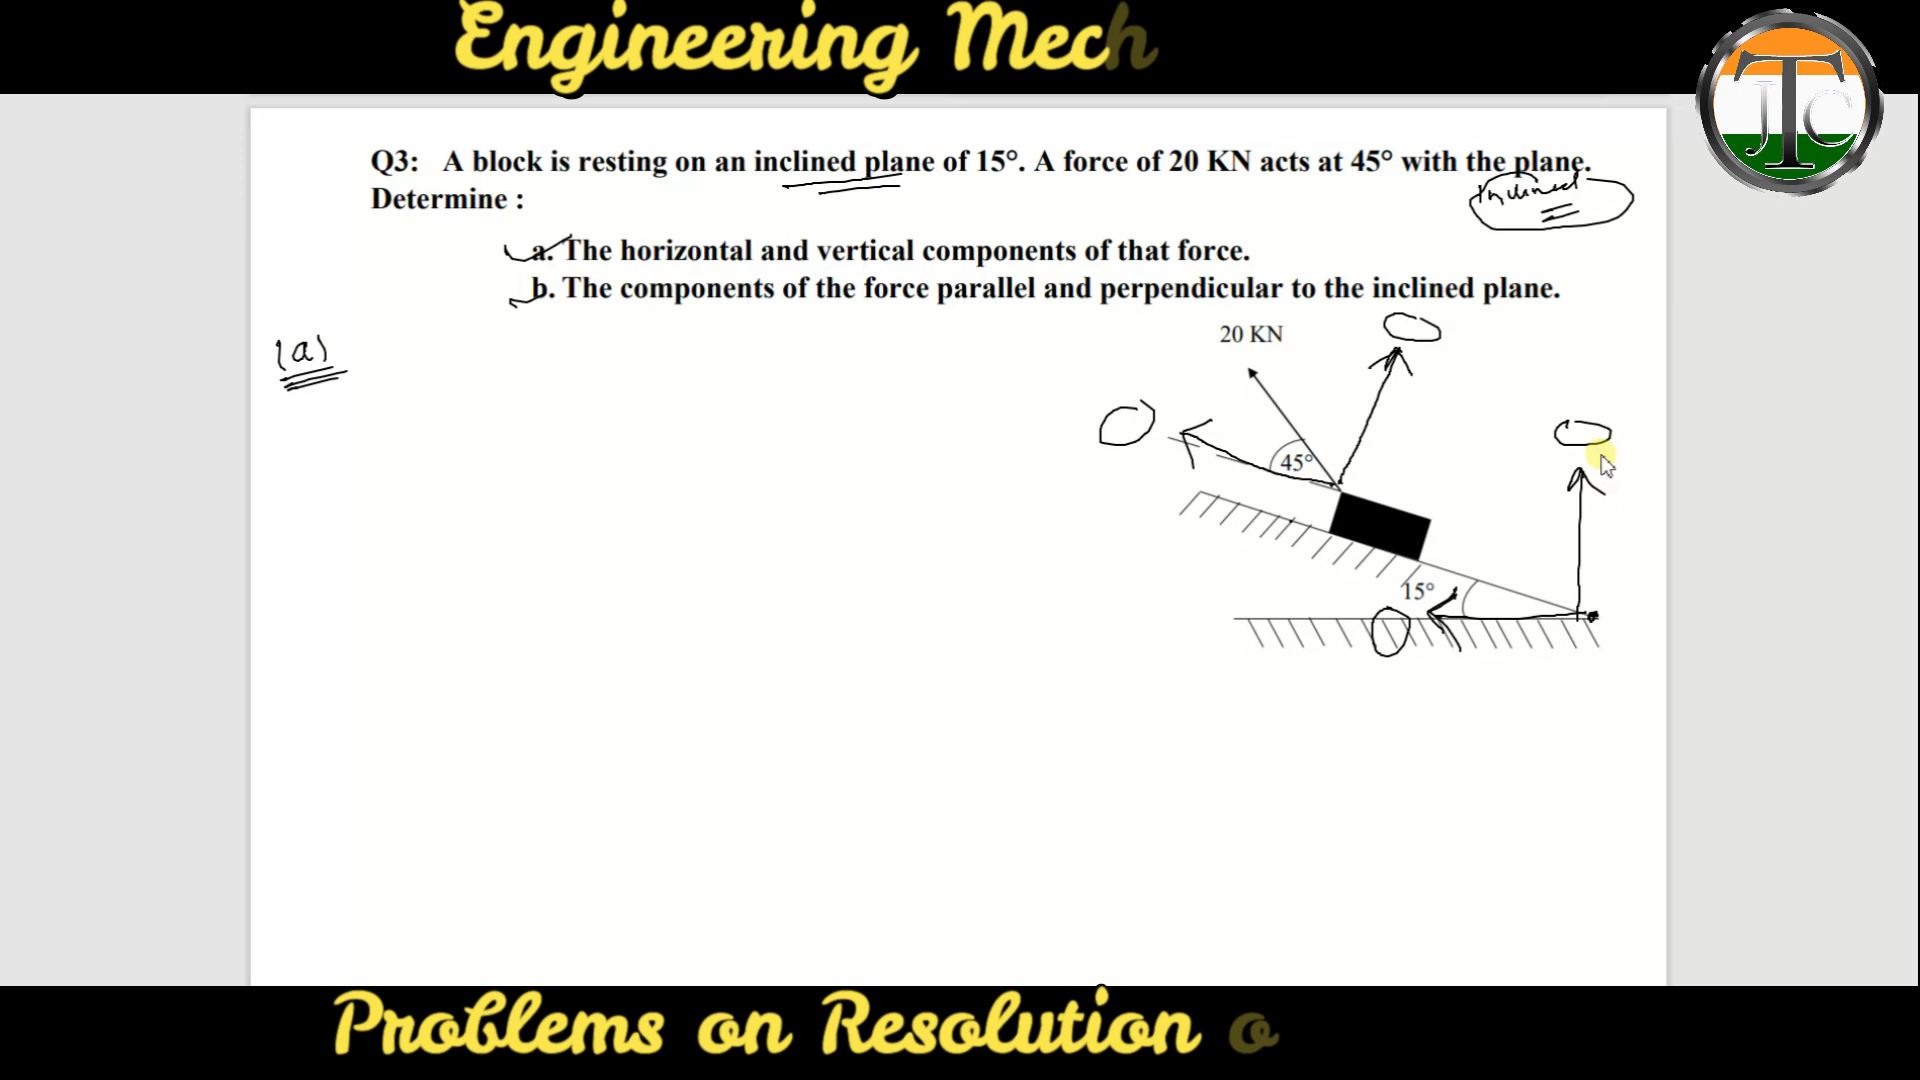 Engineering Mech
JTC
Q3: A block is resting on an inclined plane of 15°. A force of 20 KN acts at 45° with the plane.
Inclined
Determine :
a. The horizontal and vertical components of that force.
b. The components of the force parallel and perpendicular to the inclined plane.
(a)
20 KN
45°
15°
Problems on Resolution o